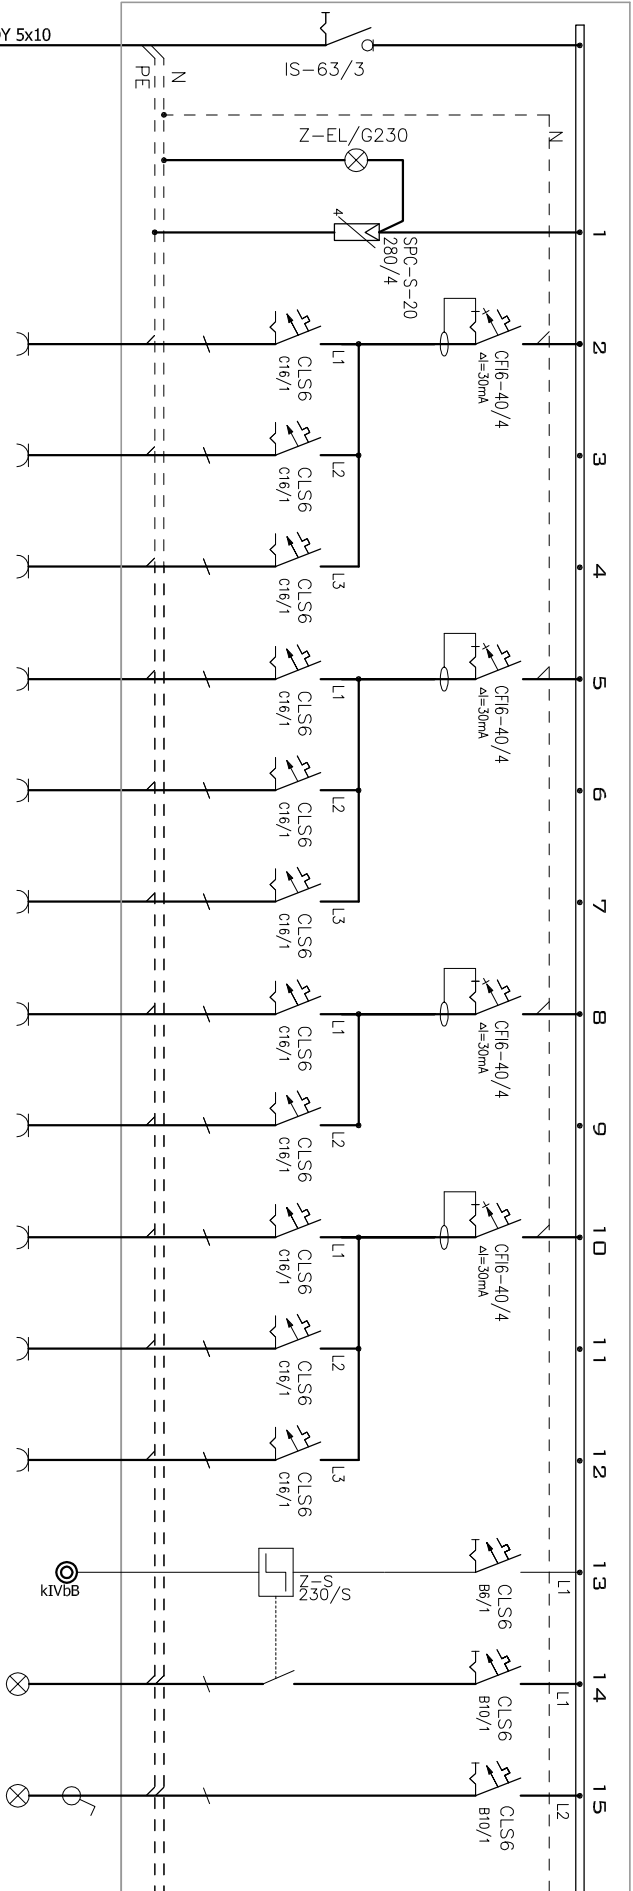 Y 5x10
IS-63/3
PE
N
Z-EL/G230
N
4
SPC-S-20
280/4
1
L1
CLS6
C16/1
CFI6-40/4
ΔI=30mA
2
L2
CLS6
C16/1
3
L3
CLS6
C16/1
4
L1
CLS6
C16/1
CFI6-40/4
ΔI=30mA
5
L2
CLS6
C16/1
6
L3
CLS6
C16/1
7
L1
CLS6
C16/1
CFI6-40/4
ΔI=30mA
8
L2
CLS6
C16/1
9
L1
CLS6
C16/1
CFI6-40/4
ΔI=30mA
10
L2
CLS6
C16/1
11
L3
CLS6
C16/1
12
kIVbB
Z-S
230/S
CLS6
B6/1
L1
13
CLS6
B10/1
L1
14
CLS6
B10/1
L2
15